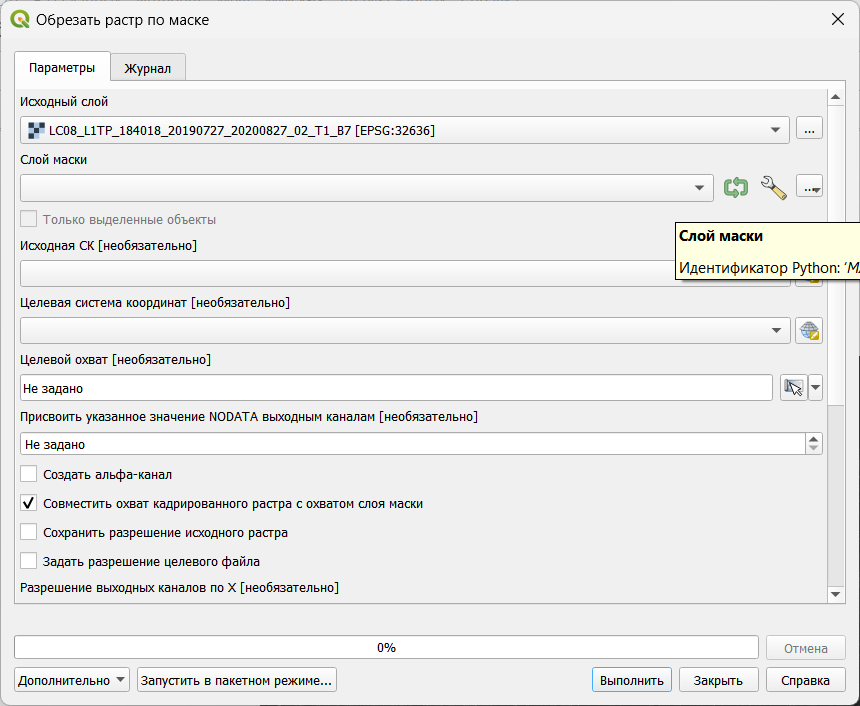 Обрезать растр по маске
Параметры
Журнал
Исходный слой
LC08_L1TP_184018_20190727_20200827_02_T1_B7 [EPSG:32636]
...
Слой маски
...
Только выделенные объекты
Слой маски
Исходная СК [необязательно]
Идентификатор Python: 'M
Целевая система координат [необязательно]
Целевой охват [необязательно]
Не задано
Присвоить указанное значение NODATA выходным каналам [необязательно]
Не задано
Создать альфа-канал
Совместить охват кадрированного растра с охватом слоя маски
Сохранить разрешение исходного растра
Задать разрешение целевого файла
Разрешение выходных каналов по X [необязательно]
0%
Отмена
Дополнительно
Запустить в пакетном режиме...
Выполнить
Закрыть
Справка